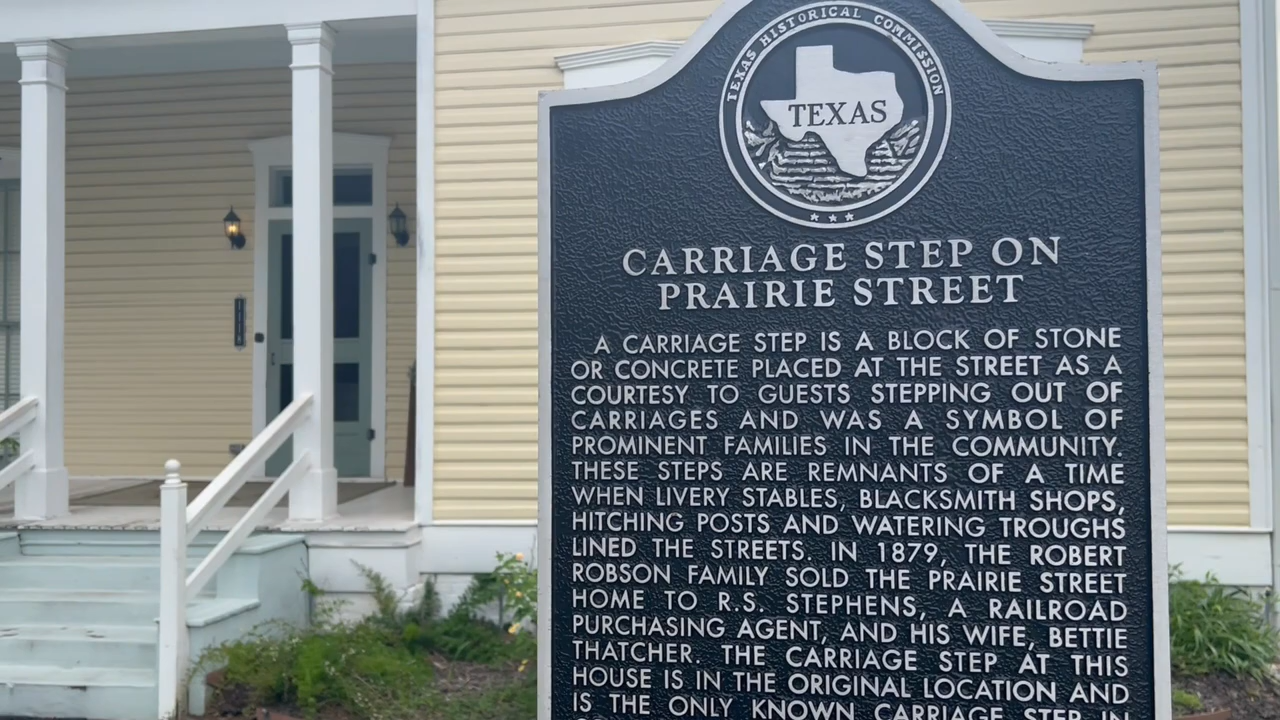 TEXAS HISTORICAL COMMISSION
TEXAS
CARRIAGE STEP ON
PRAIRIE STREET
A CARRIAGE STEP IS A BLOCK OF STONE
OR CONCRETE PLACED AT THE STREET AS A
COURTESY TO GUESTS STEPPING OUT OF
CARRIAGES AND WAS A SYMBOL OF
PROMINENT FAMILIES IN THE COMMUNITY.
THESE STEPS ARE REMNANTS OF A TIME
WHEN LIVERY STABLES, BLACKSMITH SHOPS,
HITCHING POSTS AND WATERING TROUGHS
LINED THE STREETS. IN 1879, THE ROBERT
ROBSON FAMILY SOLD THE PRAIRIE STREET
HOME TO R.S. STEPHENS, A RAILROAD
PURCHASING AGENT, AND HIS WIFE, BETTIE
THATCHER. THE CARRIAGE STEP AT THIS
HOUSE IS IN THE ORIGINAL LOCATION AND
IS THE ONLY KNOWN CARRIAGE STEP IN